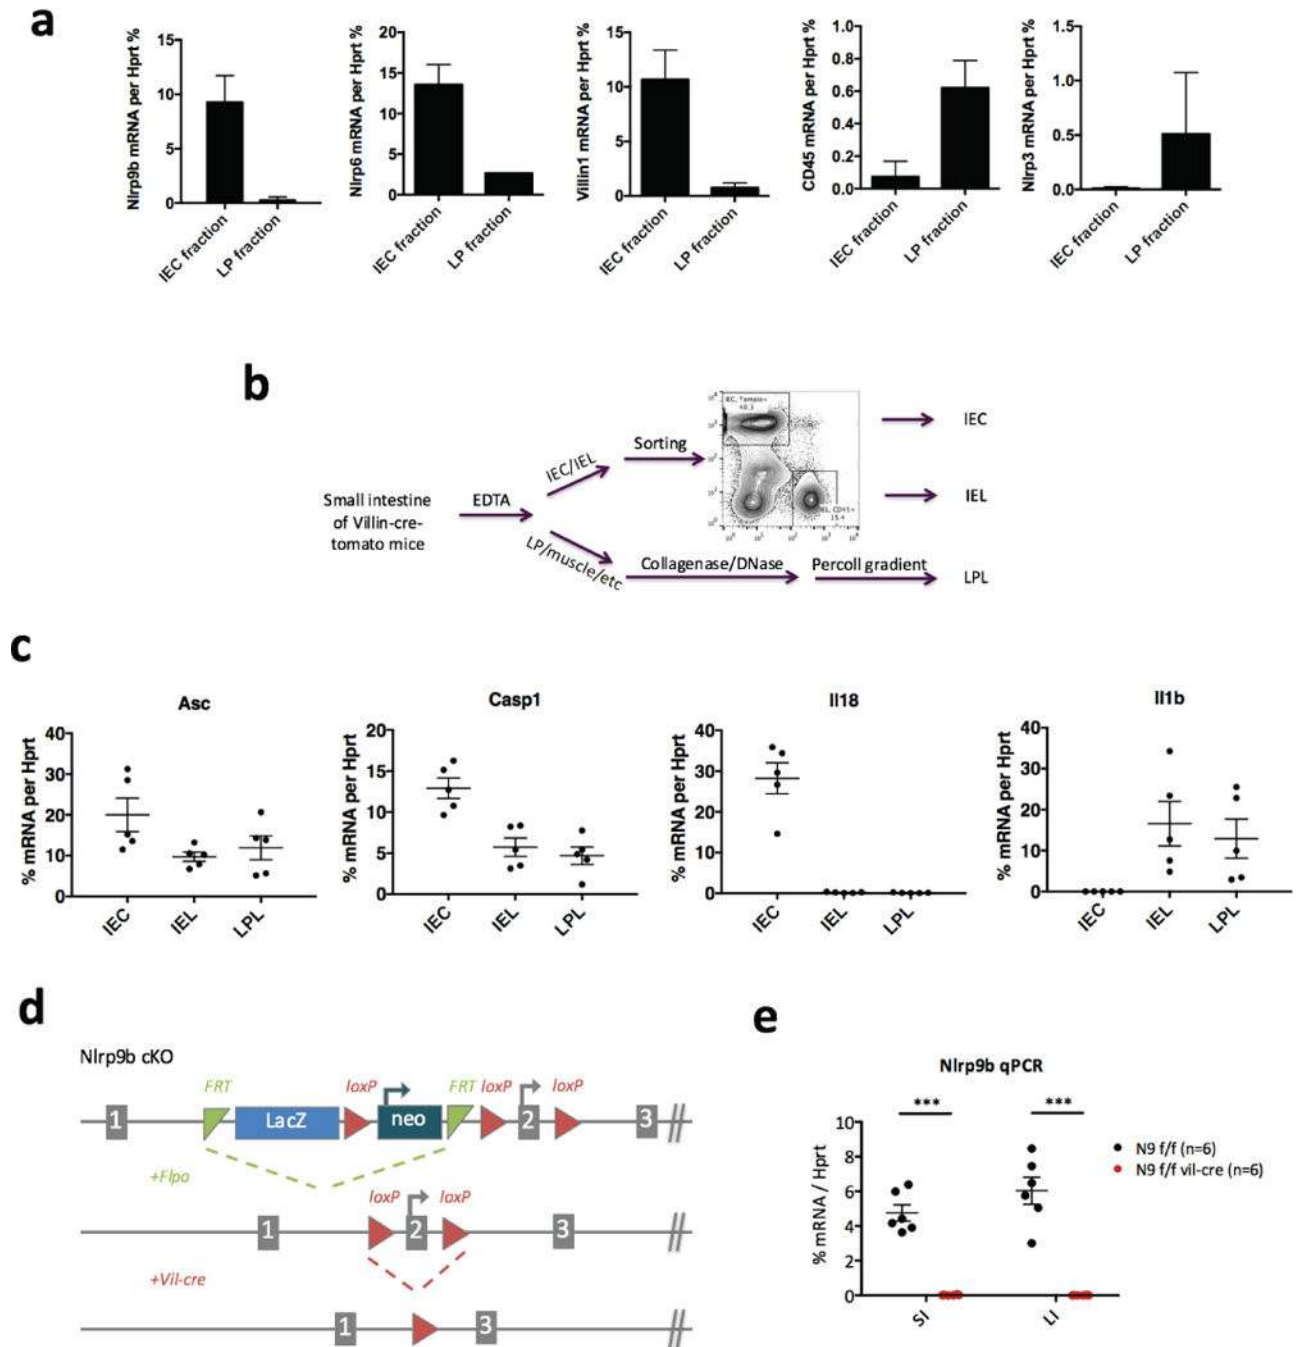 a
Nlrp9b mRNA per Hprt %
15
10
5
0
IEC fraction
LP fraction
Nlrp6 mRNA per Hprt %
20
15
10
5
0
IEC fraction
LP fraction
Villin1 mRNA per Hprt %
15
10
5
0
IEC fraction
LP fraction
CD45 mRNA per Hprt %
1.0
0.8
0.6
0.4
0.2
0.0
IEC fraction
LP fraction
Nlrp3 mRNA per Hprt %
1.5
1.0
0.5
0.0
IEC fraction
LP fraction
b
Small intestine
of Villin-cre-
tomato mice
EDTA
IEC/IEL
Sorting
IEC, Tomato+
IEL, CD45+
IEC
IEL
LP/muscle/etc
Collagenase/DNase
Percoll gradient
LPL
c
Asc
% mRNA per Hprt
40
30
20
10
0
IEC
IEL
LPL
Casp1
% mRNA per Hprt
20
15
10
5
0
IEC
IEL
LPL
Il18
% mRNA per Hprt
40
30
20
10
0
IEC
IEL
LPL
Il1b
% mRNA per Hprt
40
30
20
10
0
IEC
IEL
LPL
d
Nlrp9b cKO
FRT
loxP
FRT
loxP
loxP
1
LacZ
neo
2
3
+Flpo
loxP
loxP
1
2
3
+Vil-cre
1
3
e
Nlrp9b qPCR
***
***
% mRNA / Hprt
10
8
6
4
2
0
SI
LI
N9 f/f (n=6)
N9 f/f vil-cre (n=6)